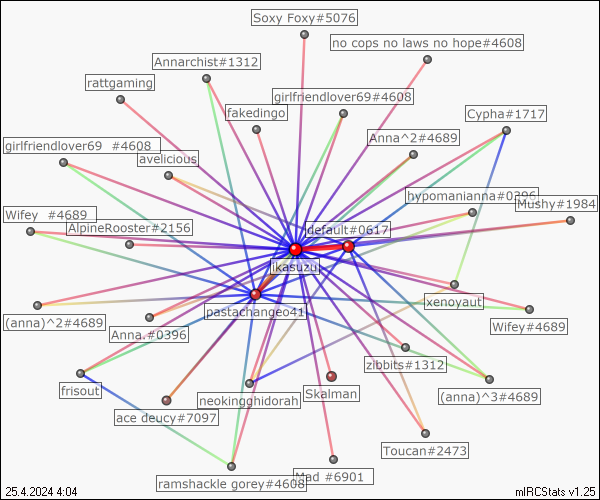 Soxy Foxy#5076
no cops no laws no hope#4608
Annarchist#1312
rattgaming
girlfriendlover69#4608
fakedingo
Cypha#1717
Anna^2#4689
girlfriendlover69 #4608
avelicious
hypomanianna#0396
Mushy#1984
Wifey #4689
AlpineRooster#2156
default#0617
likasuzu
xenoyaut
pastachangeo41
(anna)^2#4689
Anna.#0396
Wifey#4689
zibbits#1312
frisout
neokingghidorah
Skalman
(anna)^3#4689
ace deucy#7097
Toucan#2473
ramshackle gorey#4608
Mad #6901
25.4.2024 4:04
mIRCStats v1.25